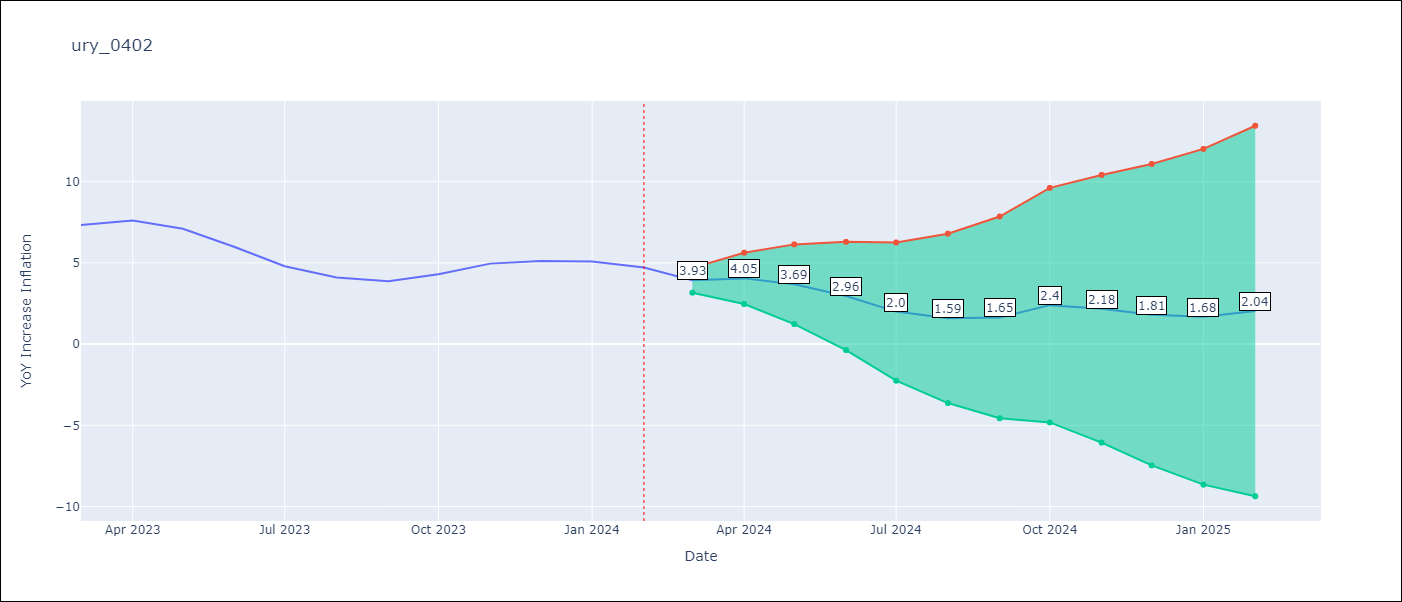 ury_0402
YoY Increase Inflation
10
5
0
−5
−10
3.93
4.05
3.69
2.96
2.0
1.59
1.65
2.4
2.18
1.81
1.68
2.04
Apr 2023
Jul 2023
Oct 2023
Jan 2024
Apr 2024
Jul 2024
Oct 2024
Jan 2025
Date